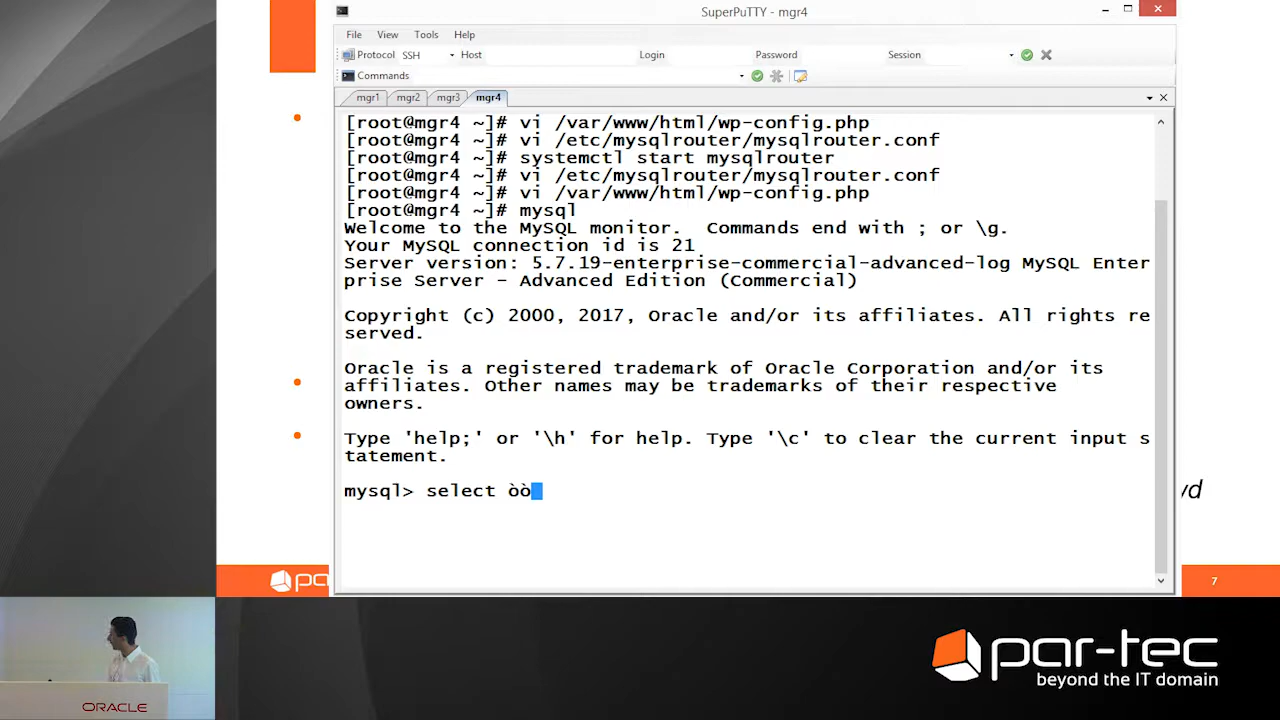 SuperPuTTY - mgr4
File View Tools Help
Protocol SSH Host Login Password Session
Commands
mgr1 mgr2 mgr3 mgr4
[root@mgr4 ~]# vi /var/www/html/wp-config.php
[root@mgr4 ~]# vi /etc/mysqlrouter/mysqlrouter.conf
[root@mgr4 ~]# systemctl start mysqlrouter
[root@mgr4 ~]# vi /etc/mysqlrouter/mysqlrouter.conf
[root@mgr4 ~]# vi /var/www/html/wp-config.php
[root@mgr4 ~]# mysql
Welcome to the MySQL monitor.  Commands end with ; or \g.
Your MySQL connection id is 21
Server version: 5.7.19-enterprise-commercial-advanced-log MySQL Enter
prise Server - Advanced Edition (Commercial)
Copyright (c) 2000, 2017, Oracle and/or its affiliates. All rights re
served.
Oracle is a registered trademark of Oracle Corporation and/or its
affiliates. Other names may be trademarks of their respective
owners.
Type 'help;' or '\h' for help. Type '\c' to clear the current input s
tatement.
mysql> select òò
7
par-tec
beyond the IT domain
ORACLE